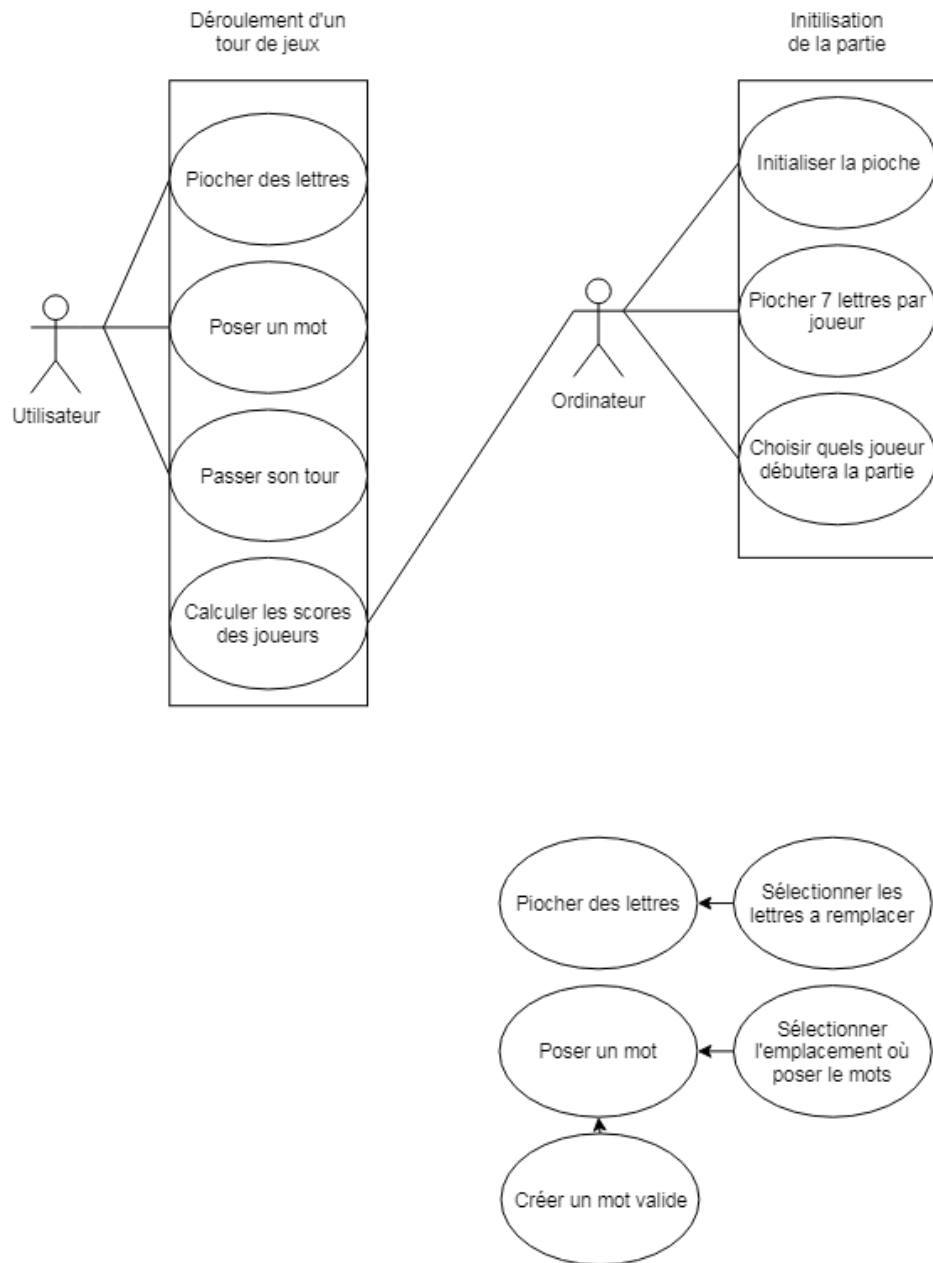 Déroulement d'un
tour de jeux
Initilisation
de la partie
Piocher des lettres
Initialiser la pioche
Poser un mot
Piocher 7 lettres par
joueur
Utilisateur
Ordinateur
Passer son tour
Choisir quels joueur
débutera la partie
Calculer les scores
des joueurs
Piocher des lettres
Sélectionner les
lettres a remplacer
Poser un mot
Sélectionner
l'emplacement où
poser le mots
Créer un mot valide